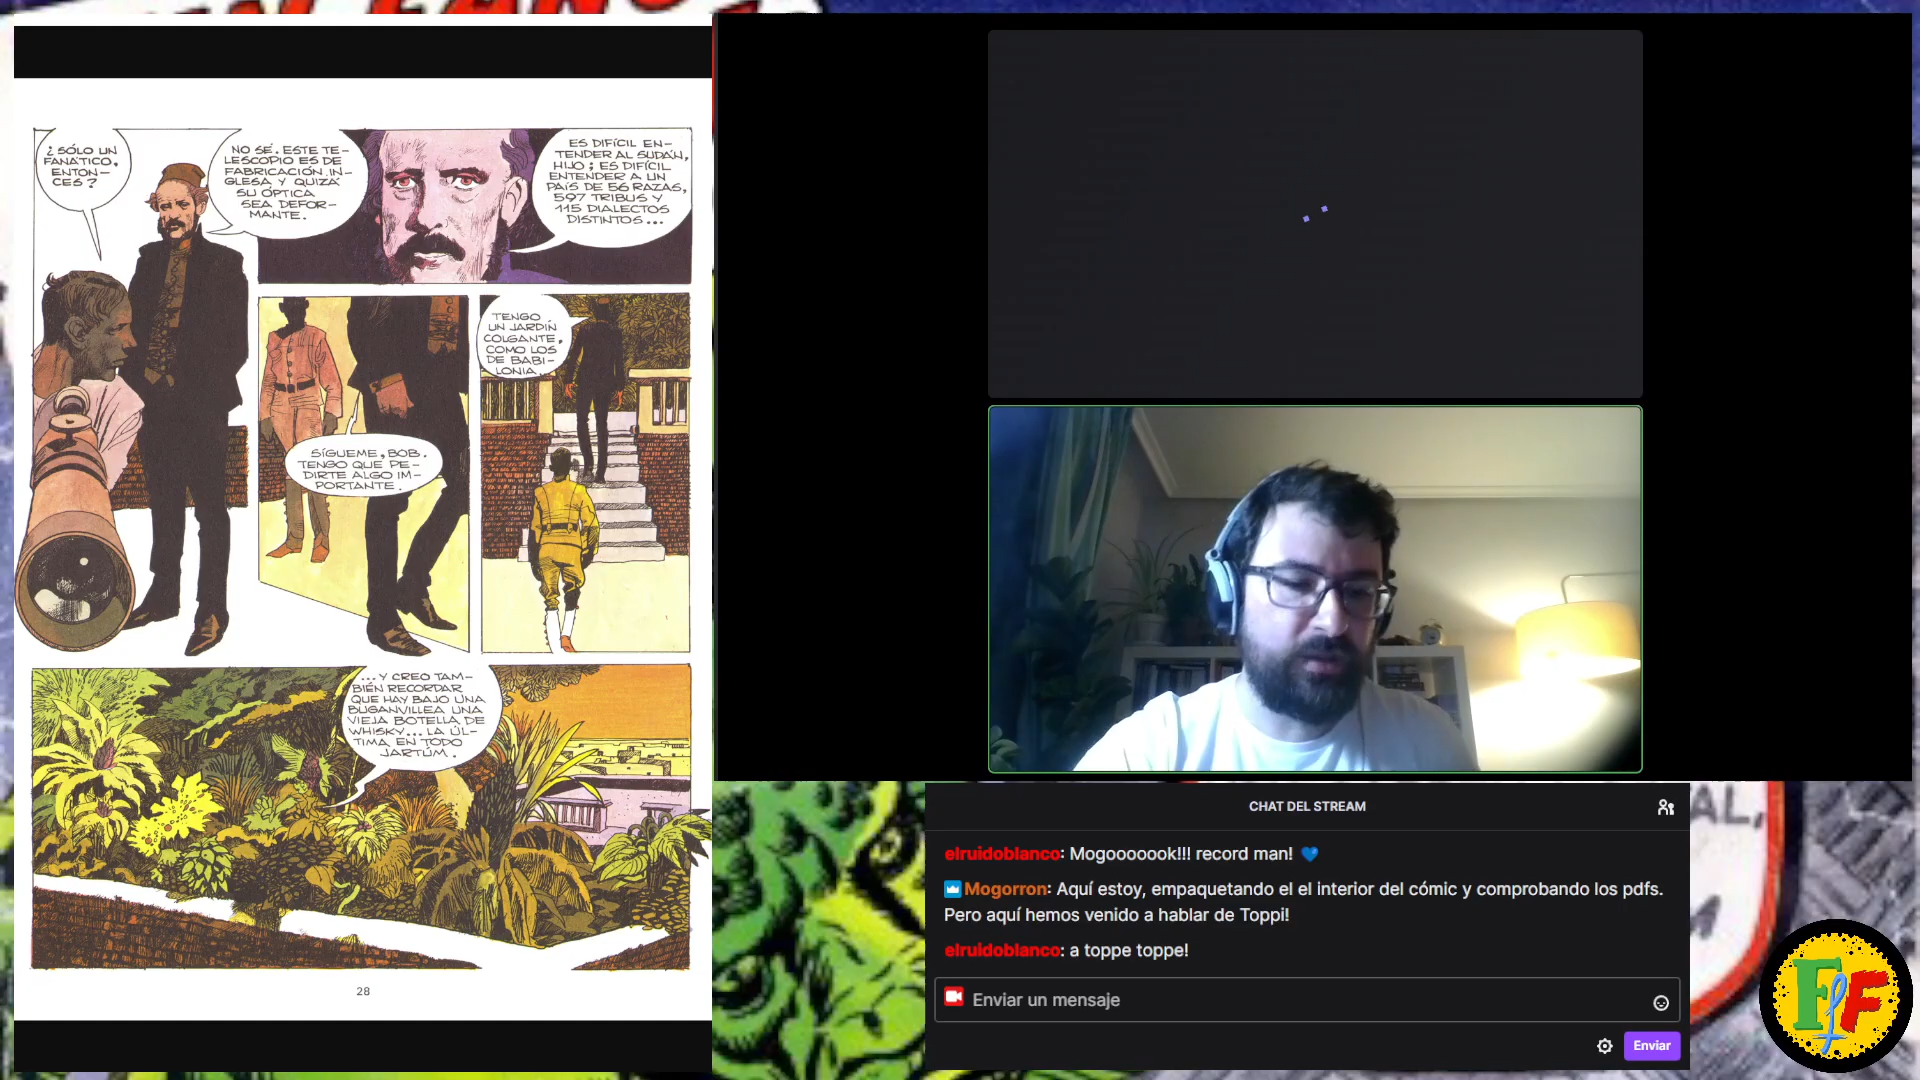 ¿SÓLO UN
FANÁTICO,
ENTON-
CES?
NO SÉ. ESTE TE-
LESCOPIO ES DE
FABRICACIÓN IN-
GLESA Y QUIZÁ
SU ÓPTICA
SEA DEFOR-
MANTE.
ES DIFÍCIL EN-
TENDER AL SUDÁN,
HIJO; ES DIFÍCIL
ENTENDER A UN
PAÍS DE 56 RAZAS,
597 TRIBUS Y
115 DIALECTOS
DISTINTOS...
SÍGUEME, BOB.
TENGO QUE PE-
DIRTE ALGO IM-
PORTANTE.
TENGO
UN JARDÍN
COLGANTE,
COMO LOS
DE BABI-
LONIA...
...Y CREO TAM-
BIÉN RECORDAR
QUE HAY BAJO UNA
BUGANVILLEA UNA
VIEJA BOTELLA DE
WHISKY... LA ÚL-
TIMA EN TODO
JARTÚM.
28
CHAT DEL STREAM
elruidoblanco: Mogooooook!!! record man! 💙
Mogorron: Aquí estoy, empaquetando el el interior del cómic y comprobando los pdfs.
Pero aquí hemos venido a hablar de Toppi!
elruidoblanco: a toppe toppe!
Enviar un mensaje
Enviar
AL,
FfF